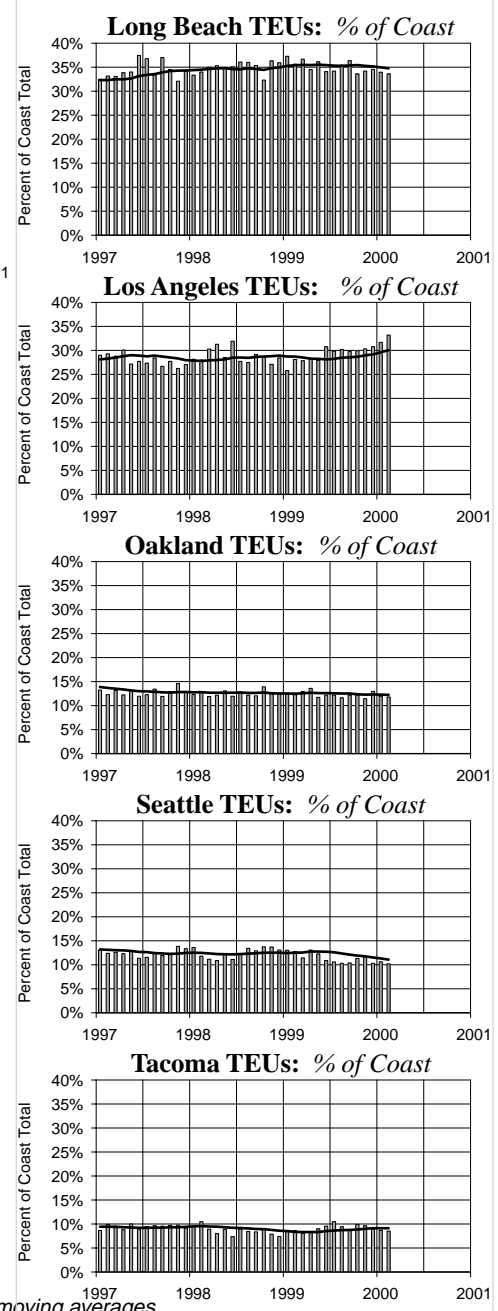 Long Beach TEUs: % of Coast
Percent of Coast Total
40%
35%
30%
25%
20%
15%
10%
5%
0%
1997 1998 1999 2000 2001
1
Los Angeles TEUs: % of Coast
Percent of Coast Total
40%
35%
30%
25%
20%
15%
10%
5%
0%
1997 1998 1999 2000 2001
Oakland TEUs: % of Coast
Percent of Coast Total
40%
35%
30%
25%
20%
15%
10%
5%
0%
1997 1998 1999 2000 2001
Seattle TEUs: % of Coast
Percent of Coast Total
40%
35%
30%
25%
20%
15%
10%
5%
0%
1997 1998 1999 2000 2001
Tacoma TEUs: % of Coast
Percent of Coast Total
40%
35%
30%
25%
20%
15%
10%
5%
0%
1997 1998 1999 2000 2001
moving averages